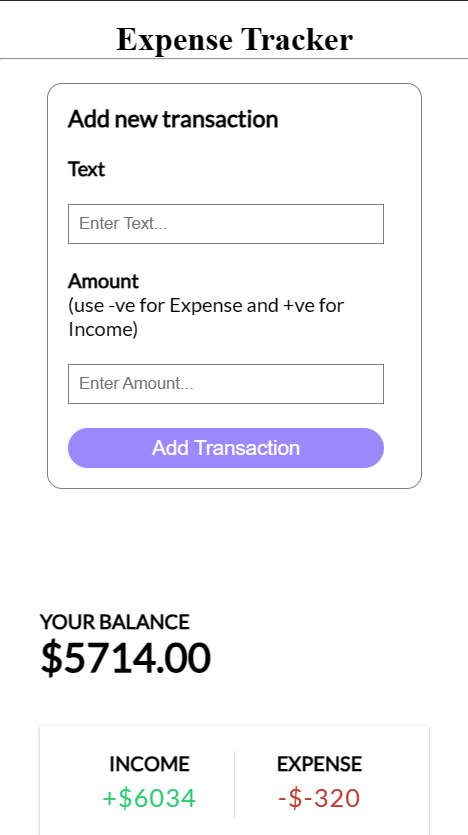 Expense Tracker
Add new transaction
Text
Enter Text...
Amount
(use -ve for Expense and +ve for
Income)
Enter Amount...
Add Transaction
YOUR BALANCE
$5714.00
INCOME EXPENSE
+$6034 -$-320